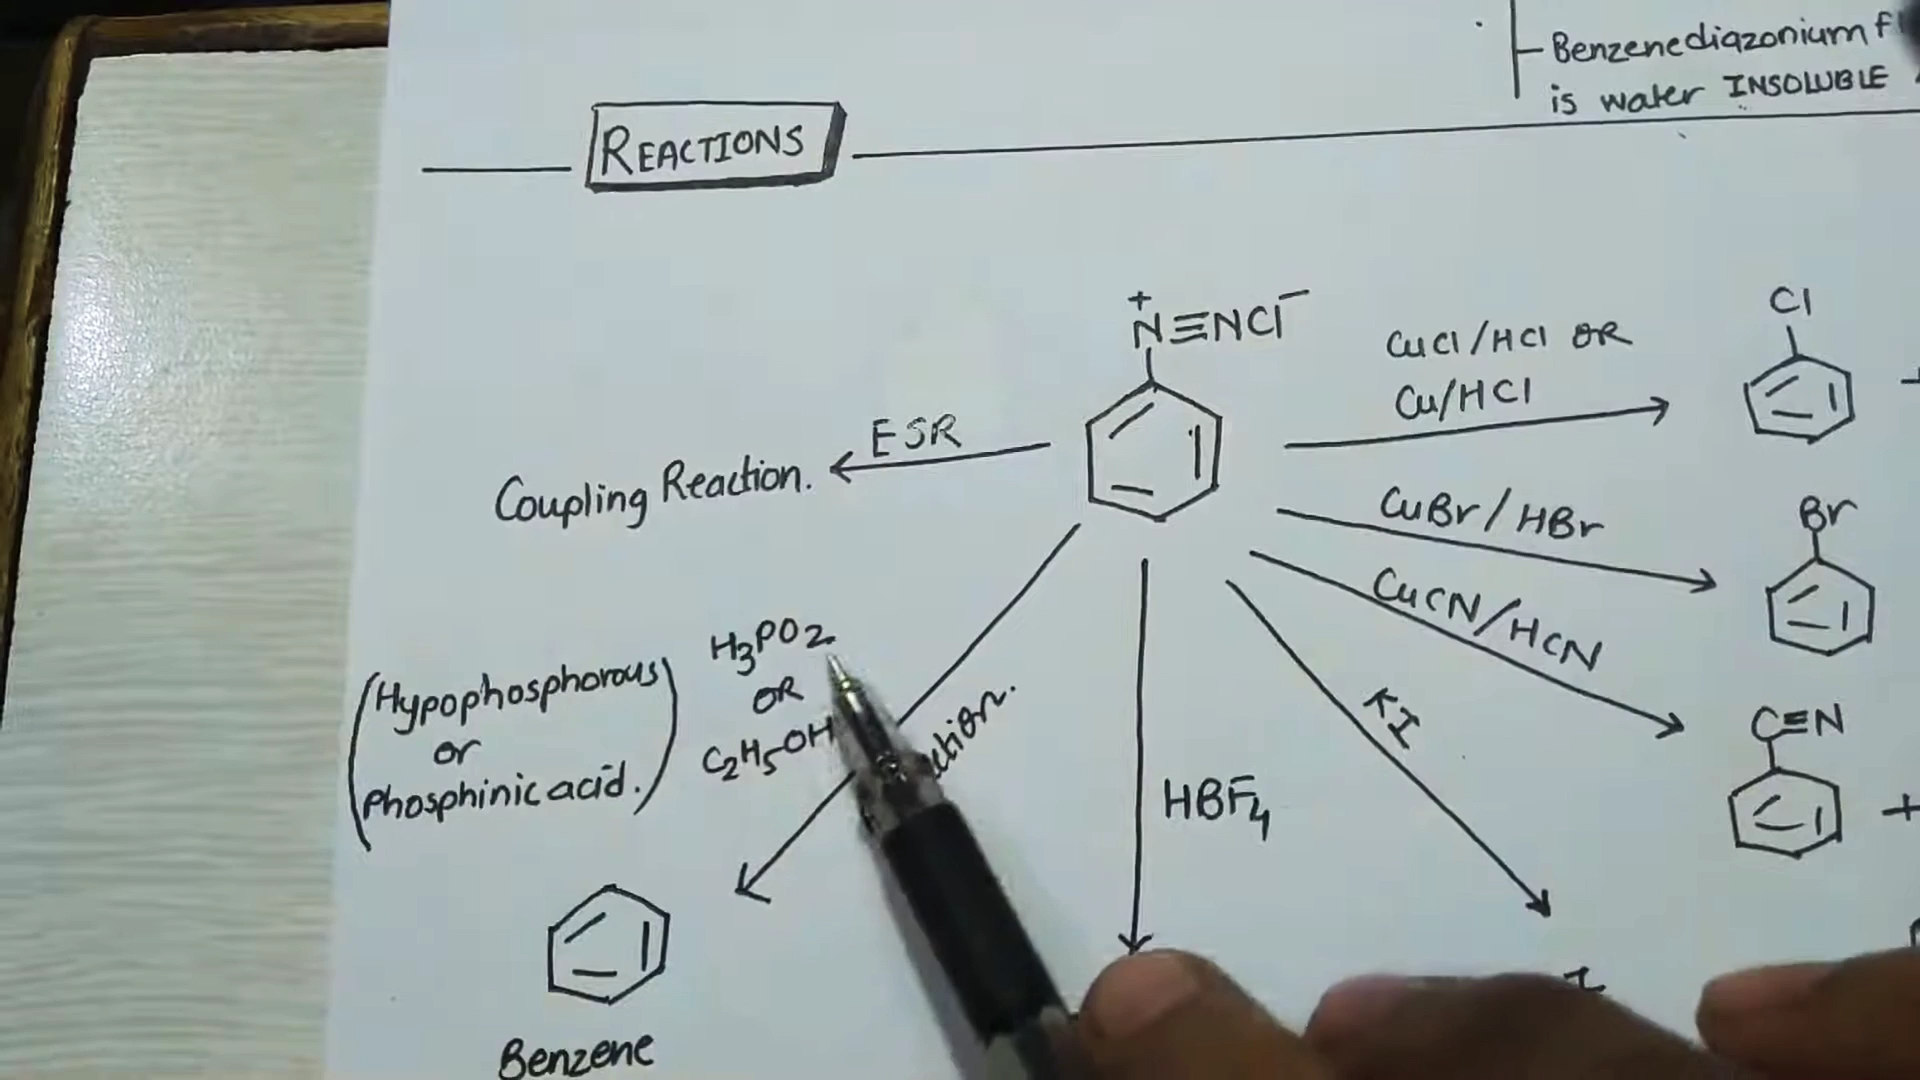 Benzenediazonium
is water INSOLUBLE
REACTIONS
N⁺≡NCl⁻
CuCl/HCl OR
Cu/HCl
Cl
ESR
Coupling Reaction.
CuBr/HBr
Br
CuCN/HCN
C≡N
+
KI
HBF₄
H₃PO₂
OR
C₂H₅OH
(Hypophosphorous
or
Phosphinic acid.)
I
Benzene